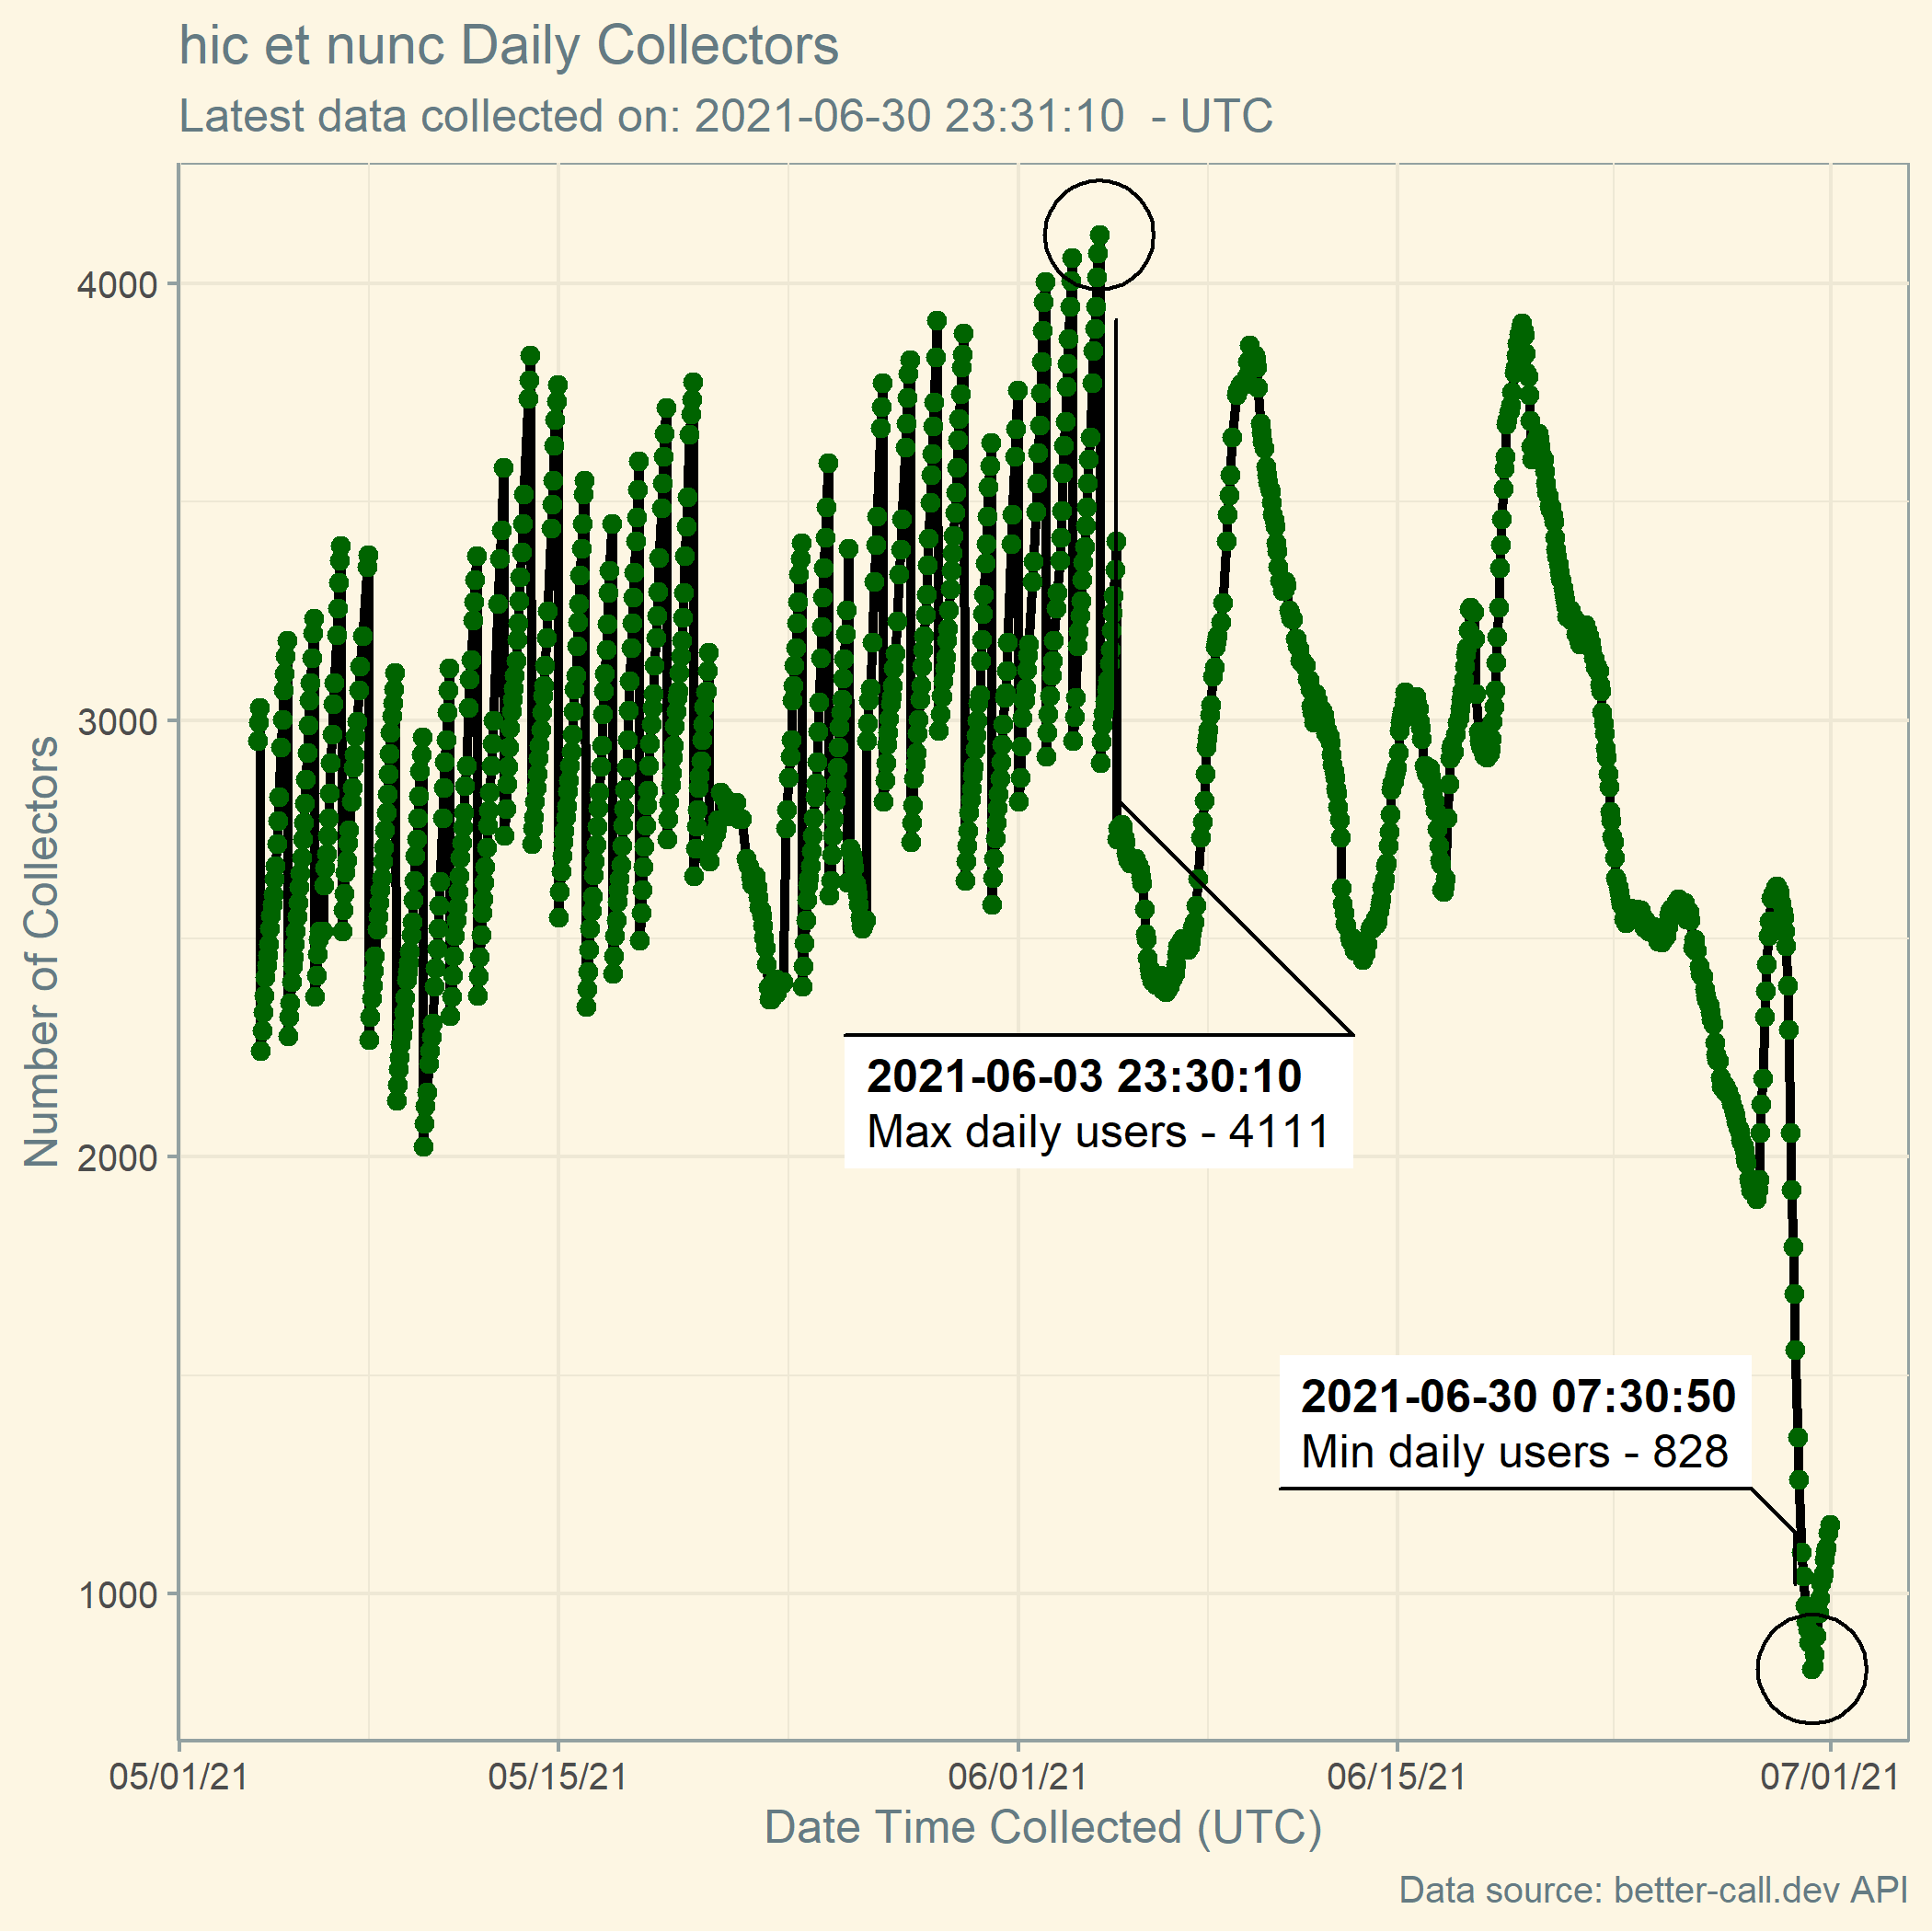 hic et nunc Daily Collectors
Latest data collected on: 2021-06-30 23:31:10  - UTC
Number of Collectors
4000
3000
2000
1000
2021-06-03 23:30:10
Max daily users - 4111
2021-06-30 07:30:50
Min daily users - 828
05/01/21
05/15/21
06/01/21
06/15/21
07/01/21
Date Time Collected (UTC)
Data source: better-call.dev API